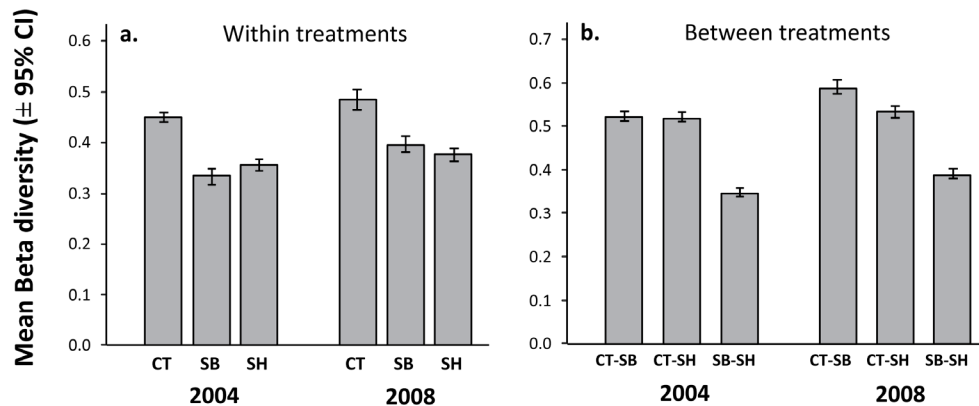 Mean Beta diversity (± 95% CI)
a.
Within treatments
0.6
0.5
0.4
0.3
0.2
0.1
0.0
CT SB SH CT SB SH
2004 2008
b.
Between treatments
0.7
0.6
0.5
0.4
0.3
0.2
0.1
0.0
CT-SB CT-SH SB-SH CT-SB CT-SH SB-SH
2004 2008